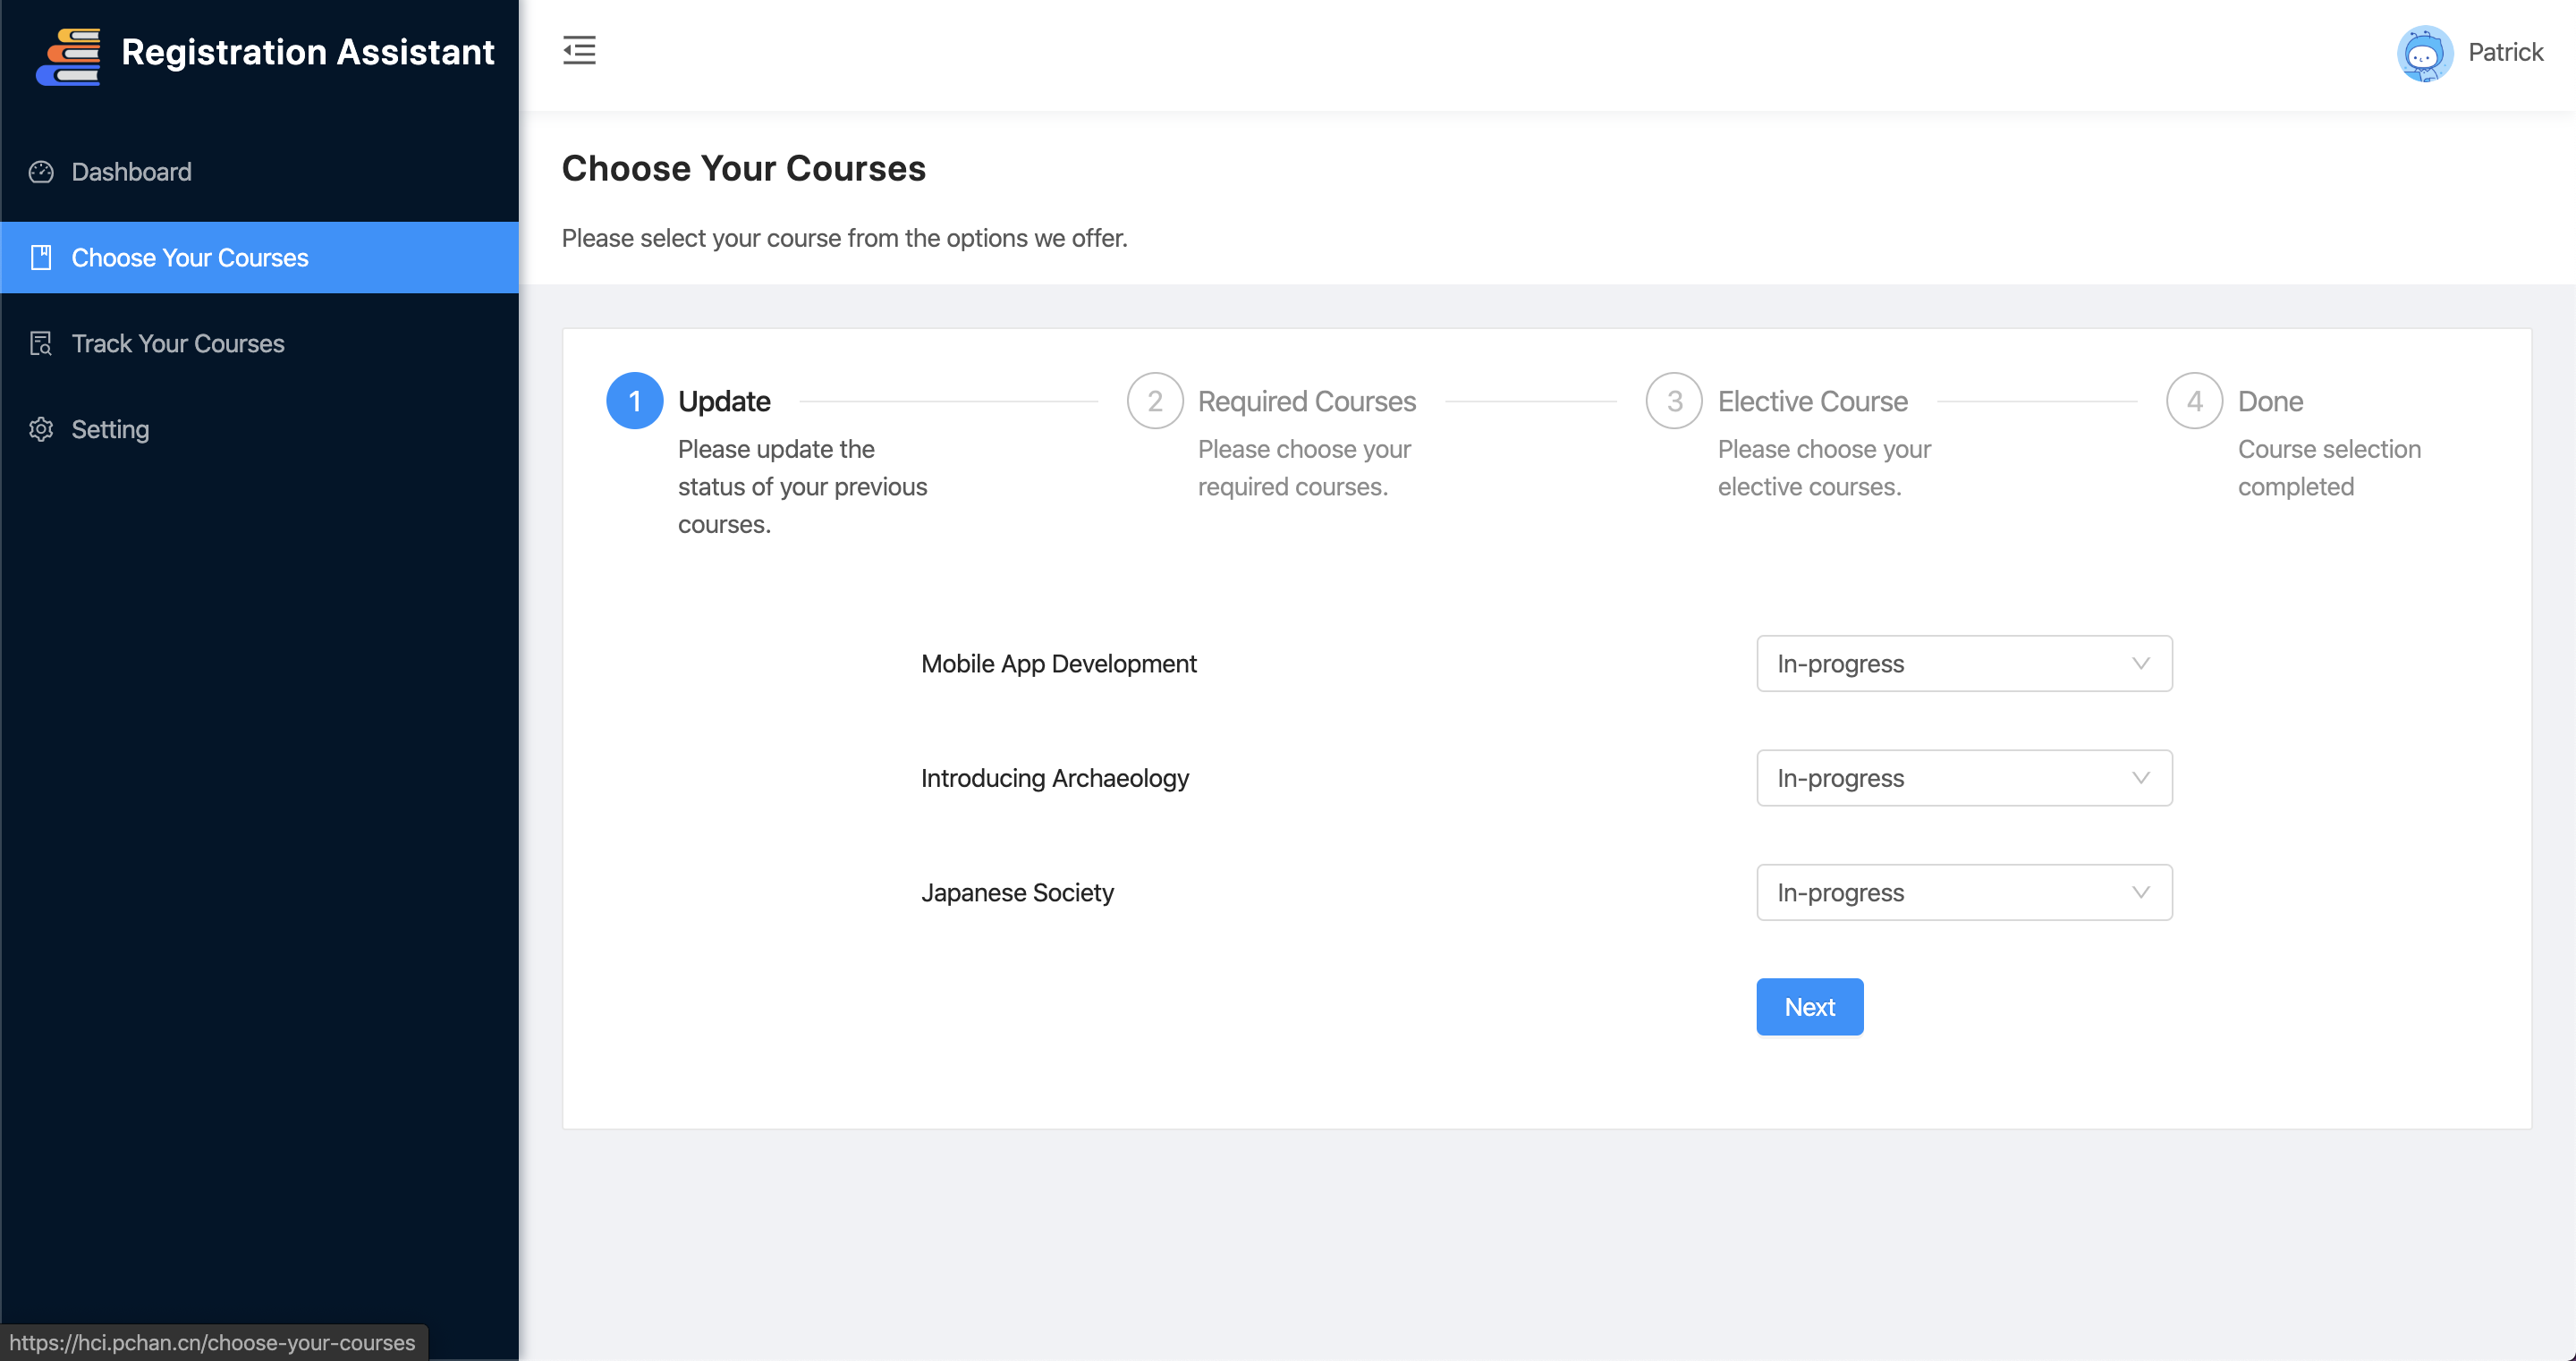 Registration Assistant
Patrick
Dashboard
Choose Your Courses
Track Your Courses
Setting
Choose Your Courses
Please select your course from the options we offer.
1 Update
Please update the
status of your previous
courses.
2 Required Courses
Please choose your
required courses.
3 Elective Course
Please choose your
elective courses.
4 Done
Course selection
completed
Mobile App Development In-progress
Introducing Archaeology In-progress
Japanese Society In-progress
Next
https://hci.pchan.cn/choose-your-courses